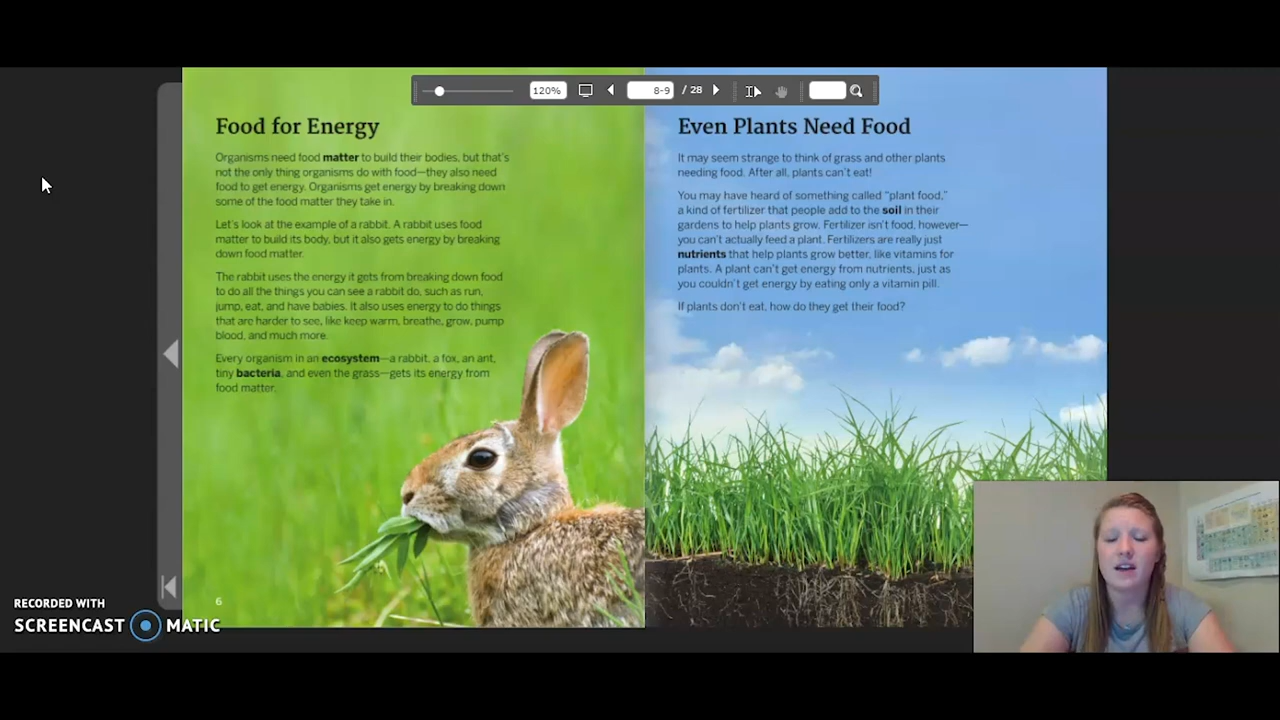 120%
8-9
/ 28
Food for Energy
Organisms need food matter to build their bodies, but that's
not the only thing organisms do with food—they also need
food to get energy. Organisms get energy by breaking down
some of the food matter they take in.
Let's look at the example of a rabbit. A rabbit uses food
matter to build its body, but it also gets energy by breaking
down food matter.
The rabbit uses the energy it gets from breaking down food
to do all the things you can see a rabbit do, such as run,
jump, eat, and have babies. It also uses energy to do things
that are harder to see, like keep warm, breathe, grow, pump
blood, and much more.
Every organism in an ecosystem—a rabbit, a fox, an ant,
tiny bacteria, and even the grass—gets its energy from
food matter.
6
Even Plants Need Food
It may seem strange to think of grass and other plants
needing food. After all, plants can't eat!
You may have heard of something called "plant food,"
a kind of fertilizer that people add to the soil in their
gardens to help plants grow. Fertilizer isn't food, however—
you can't actually feed a plant. Fertilizers are really just
nutrients that help plants grow better, like vitamins for
plants. A plant can't get energy from nutrients, just as
you couldn't get energy by eating only a vitamin pill.
If plants don't eat, how do they get their food?
RECORDED WITH
SCREENCAST MATIC